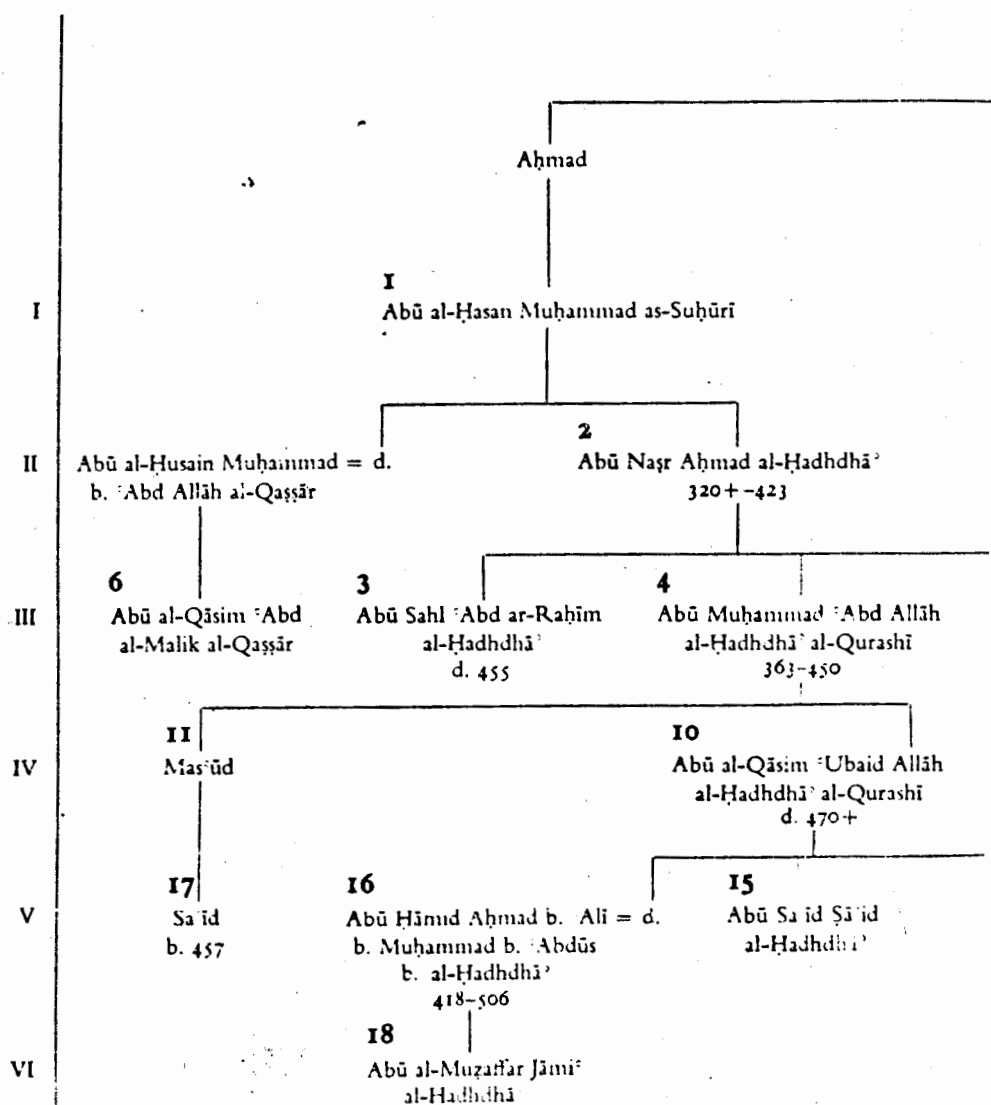 Aḥmad
1
I
Abū al-Ḥasan Muḥammad as-Suḥūrī
2
II
Abū al-Ḥusain Muḥammad = d.
b. ʿAbd Allāh al-Qaṣṣār
Abū Naṣr Aḥmad al-Ḥadhdhāʾ
320+-423
6
3
4
III
Abū al-Qāsim ʿAbd
al-Malik al-Qaṣṣār
Abū Sahl ʿAbd ar-Raḥīm
al-Ḥadhdhāʾ
d. 455
Abū Muḥammad ʿAbd Allāh
al-Ḥadhdhāʾ al-Qurashī
363-450
11
10
IV
Masʿūd
Abū al-Qāsim ʿUbaid Allāh
al-Ḥadhdhāʾ al-Qurashī
d. 470+
17
16
15
V
Saʿīd
b. 457
Abū Ḥāmid Aḥmad b. ʿAlī = d.
b. Muḥammad b. ʿAbdūs
b. al-Ḥadhdhāʾ
418-506
Abū Saʿīd Ṣāʿid
al-Ḥadhdhāʾ
18
VI
Abū al-Muẓaffar Jāmiʿ
al-Ḥadhdhā